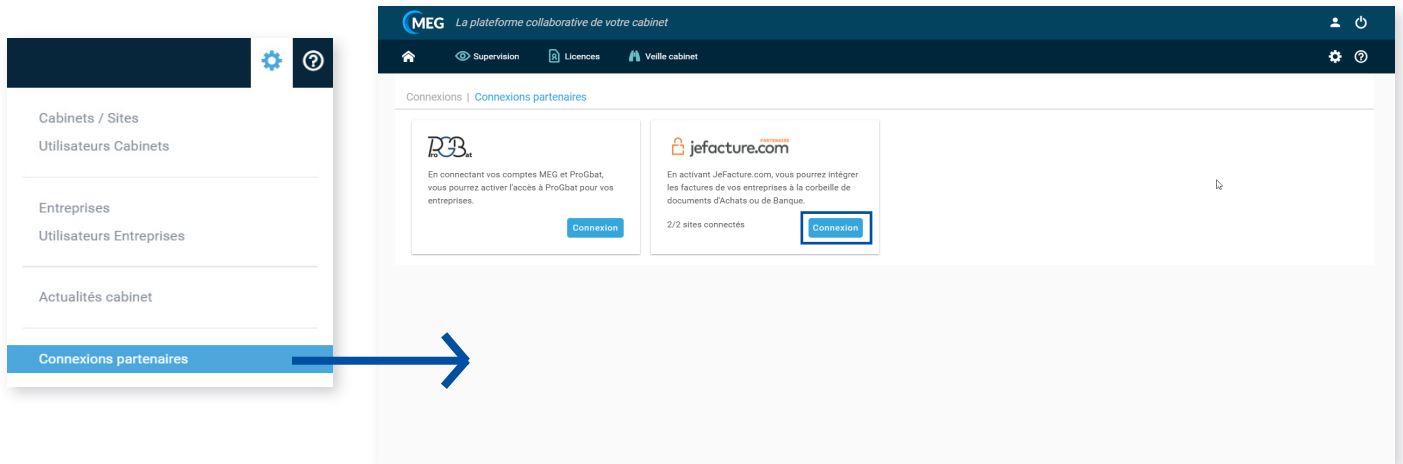 Cabinets / Sites
Utilisateurs Cabinets
Entreprises
Utilisateurs Entreprises
Actualités cabinet
Connexions partenaires
MEG La plateforme collaborative de votre cabinet
Supervision Licences Veille cabinet
Connexions | Connexions partenaires
ProGBat
En connectant vos comptes MEG et ProGbat,
vous pourrez activer l'accès à ProGbat pour vos
entreprises.
Connexion
PARTENAIRE
jefacture.com
En activant JeFacture.com, vous pourrez intégrer
les factures de vos entreprises à la corbeille de
documents d'Achats ou de Banque.
2/2 sites connectés
Connexion